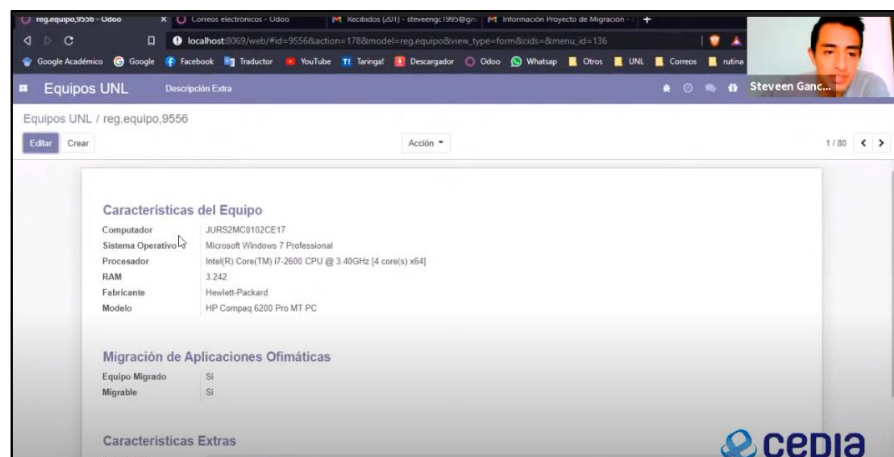 reg.equipo,9556 - Odoo Correos electrónicos - Odoo Recibidos (201) - steveengc1995@gm Información Proyecto de Migración -
localhost:8069/web/#id=9556&action=178&model=reg.equipo&view_type=form&cids=&menu_id=136
Google Académico Google Facebook Traductor YouTube Taringa! Descargador Odoo Whatsap Otros UNL Correos rutina
Equipos UNL Descripción Extra
Steveen Ganc...
Equipos UNL / reg.equipo,9556
Editar Crear Acción 1 / 80
Características del Equipo
Computador JURS2MC0102CE17
Sistema Operativo Microsoft Windows 7 Professional
Procesador Intel(R) Core(TM) i7-2600 CPU @ 3.40GHz [4 core(s) x64]
RAM 3.242
Fabricante Hewlett-Packard
Modelo HP Compaq 6200 Pro MT PC
Migración de Aplicaciones Ofimáticas
Equipo Migrado Si
Migrable Si
Caracteristicas Extras
cedia